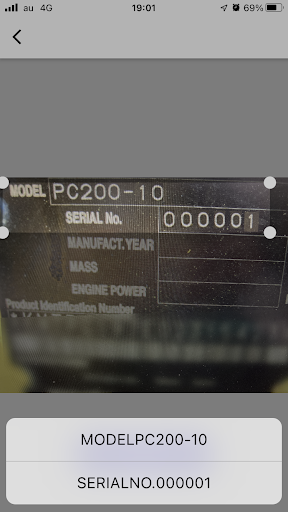 au 4G 19:01 69%
MODEL PC200-10
SERIAL No. 000001
MANUFACT. YEAR
MASS
ENGINE POWER
Product Identification Number
MODELPC200-10
SERIALNO.000001